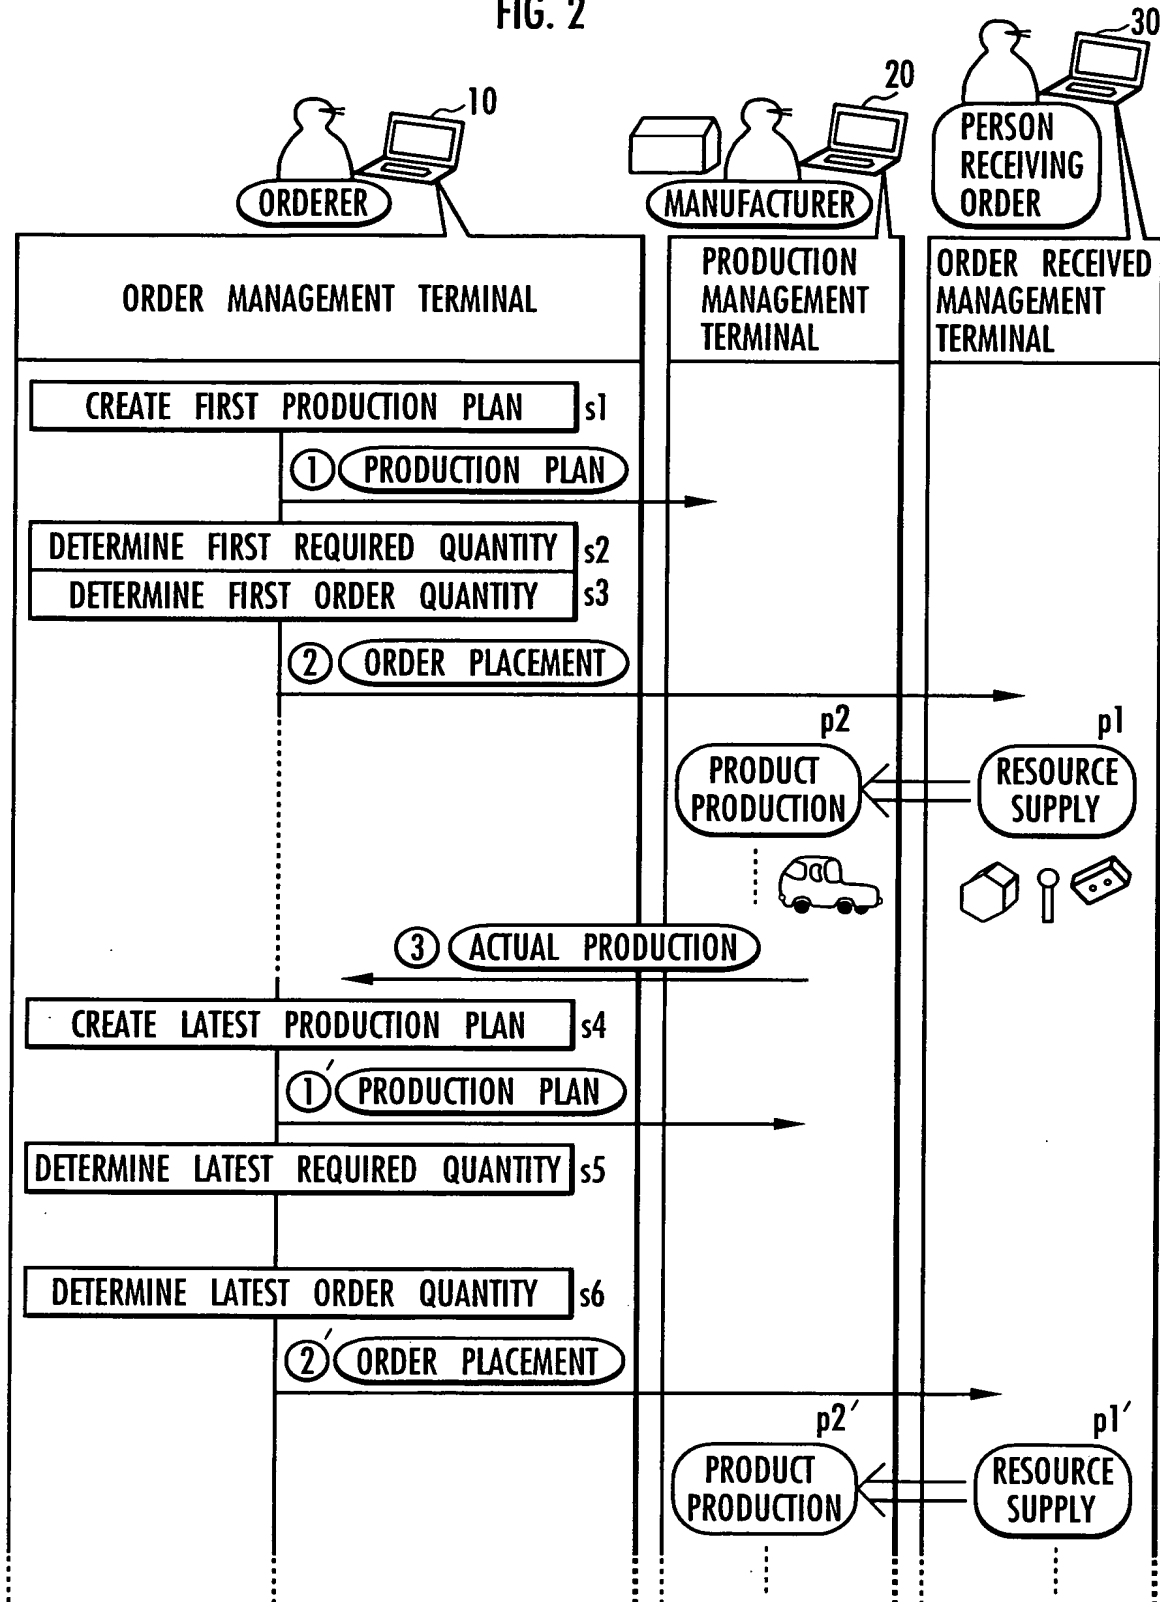 FIG. 2
10
20
30
ORDERER
MANUFACTURER
PERSON
RECEIVING
ORDER
ORDER MANAGEMENT TERMINAL
PRODUCTION
MANAGEMENT
TERMINAL
ORDER RECEIVED
MANAGEMENT
TERMINAL
CREATE FIRST PRODUCTION PLAN s1
1 PRODUCTION PLAN
DETERMINE FIRST REQUIRED QUANTITY s2
DETERMINE FIRST ORDER QUANTITY s3
2 ORDER PLACEMENT
p2
p1
PRODUCT
PRODUCTION
RESOURCE
SUPPLY
3 ACTUAL PRODUCTION
CREATE LATEST PRODUCTION PLAN s4
1′ PRODUCTION PLAN
DETERMINE LATEST REQUIRED QUANTITY s5
DETERMINE LATEST ORDER QUANTITY s6
2′ ORDER PLACEMENT
p2′
p1′
PRODUCT
PRODUCTION
RESOURCE
SUPPLY